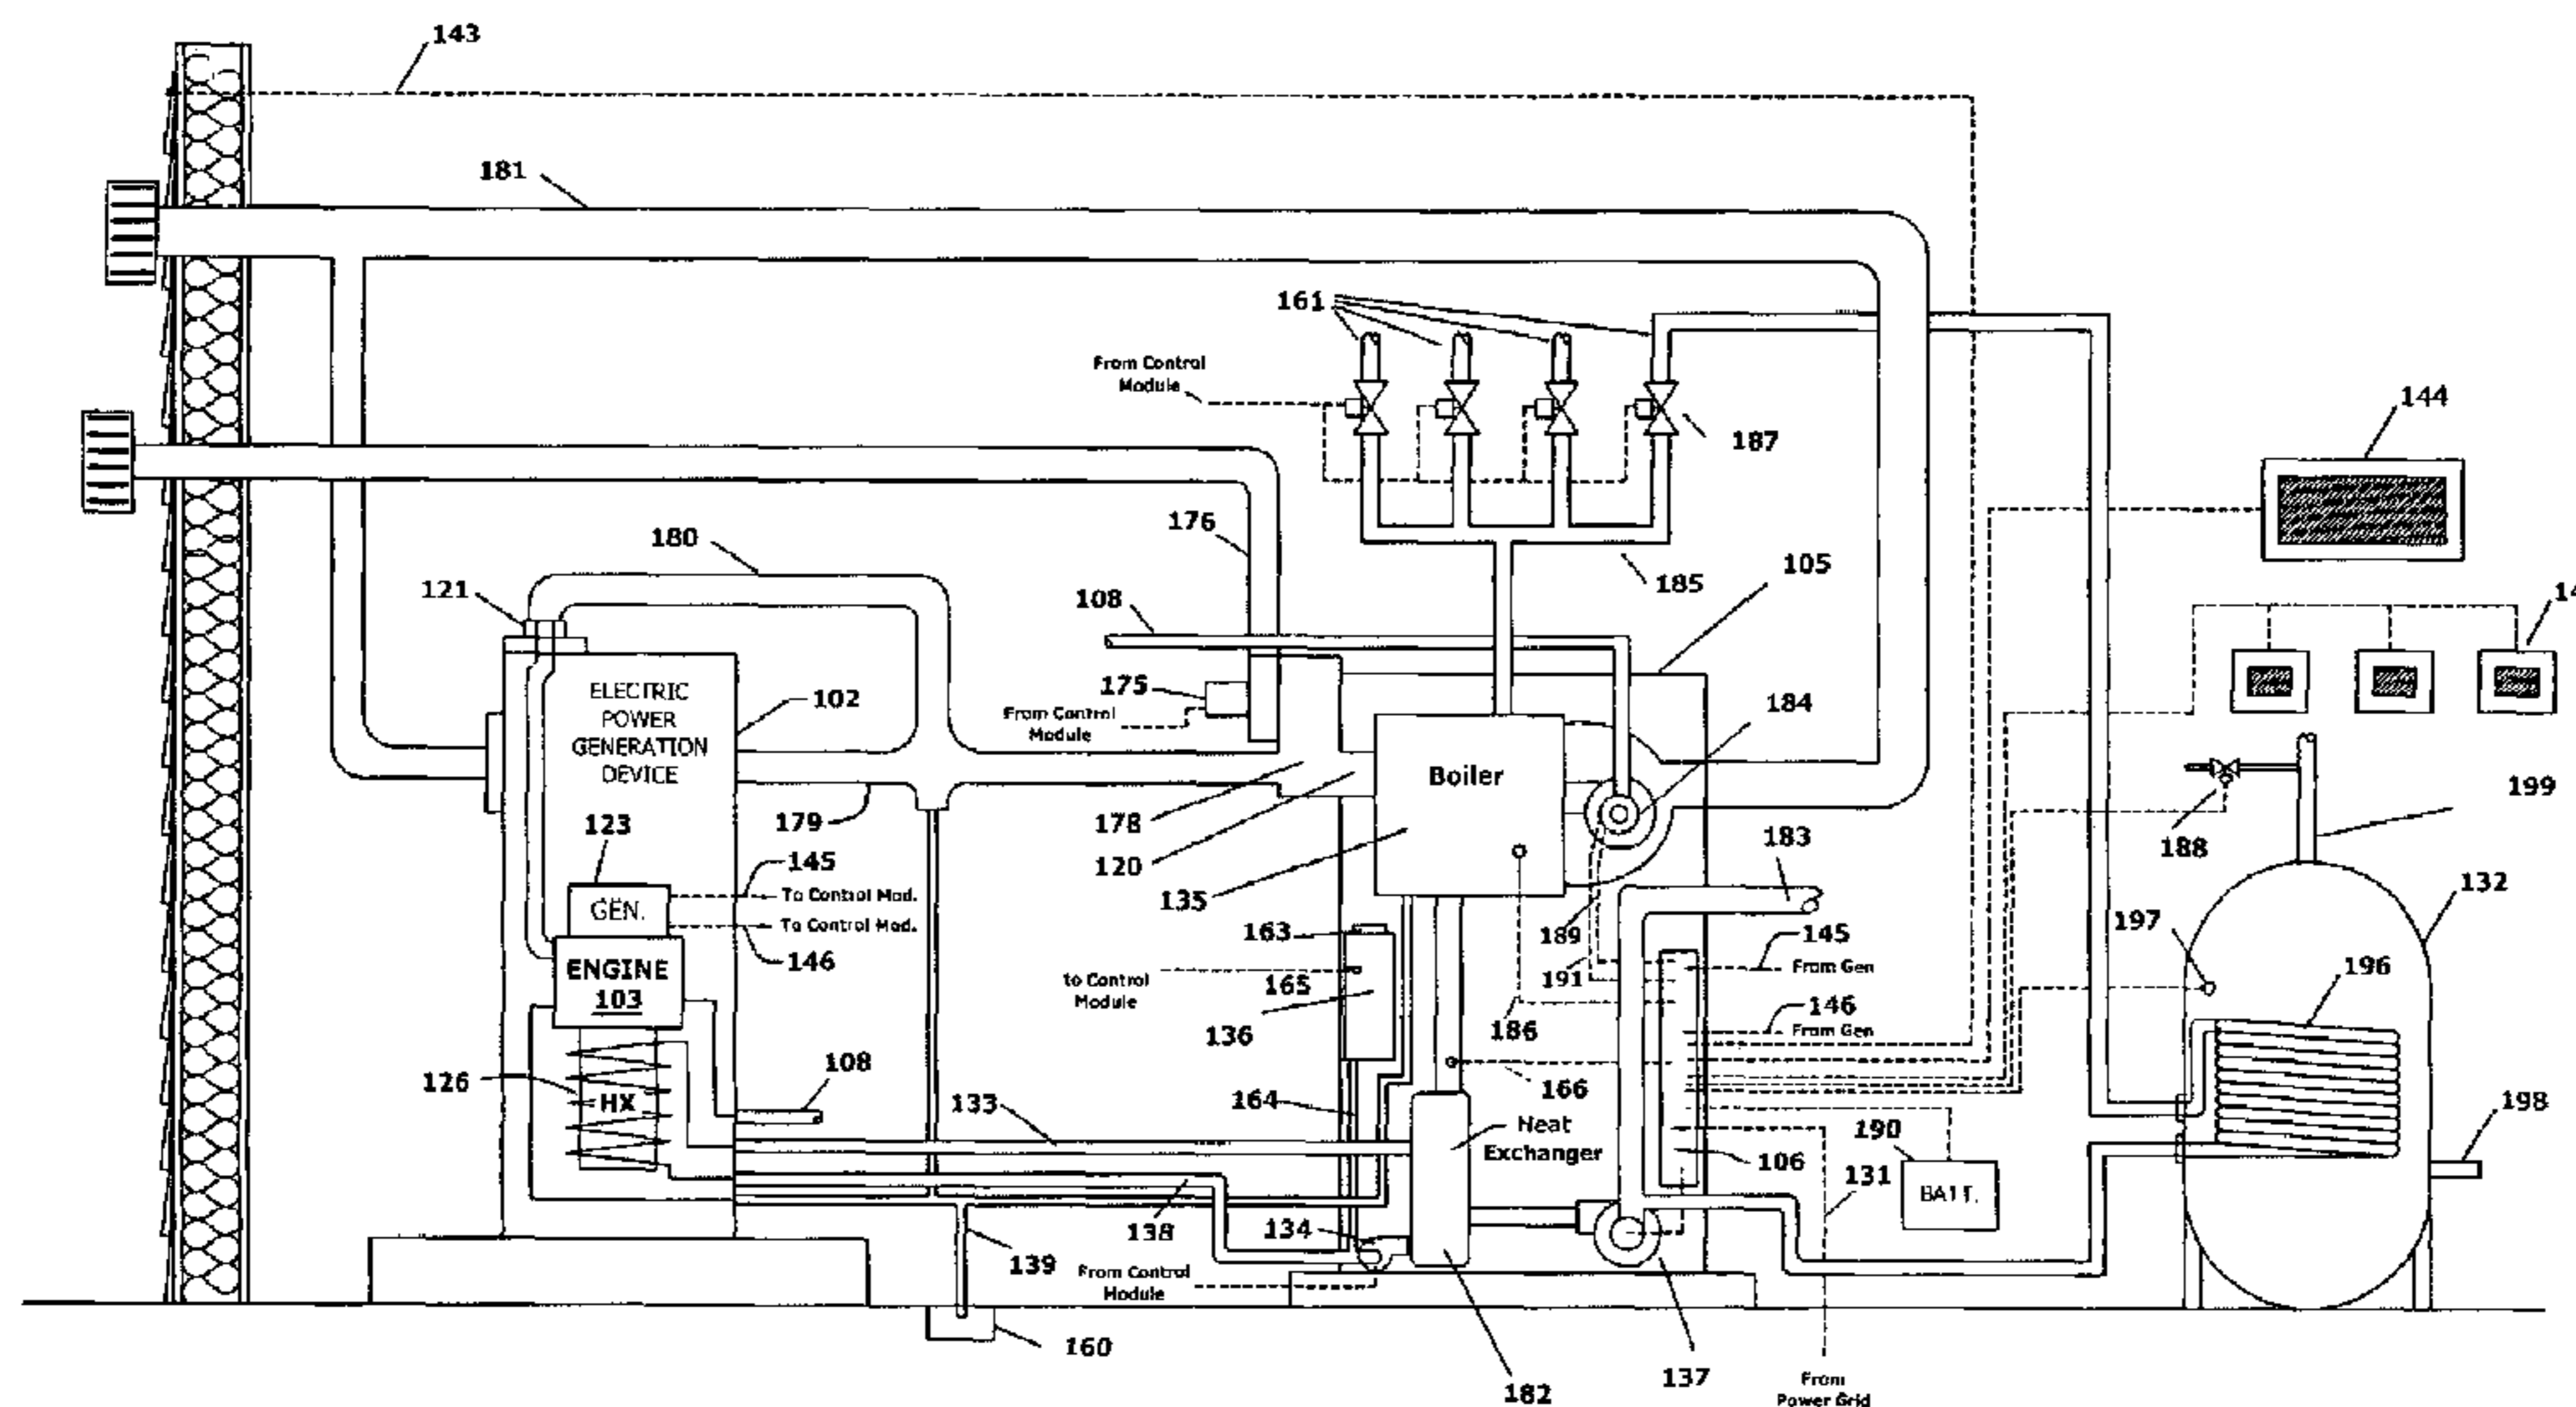 143
181
161
From Control
Module
144
187
176
180
105
185
121
108
14
175
From Control
Module
102
ELECTRIC
POWER
GENERATION
DEVICE
184
Boiler
199
123
179
178
183
188
145
120
132
To Control Mod.
135
GEN.
To Control Mod.
197
163
189
145
146
ENGINE
103
to Control
Module
165
191
From Gen
196
136
186
146
From Gen
126
HX
108
133
164
166
198
Heat
Exchanger
190
106
131
BATT.
138
134
139
From Control
Module
160
137
182
From
Power Grid